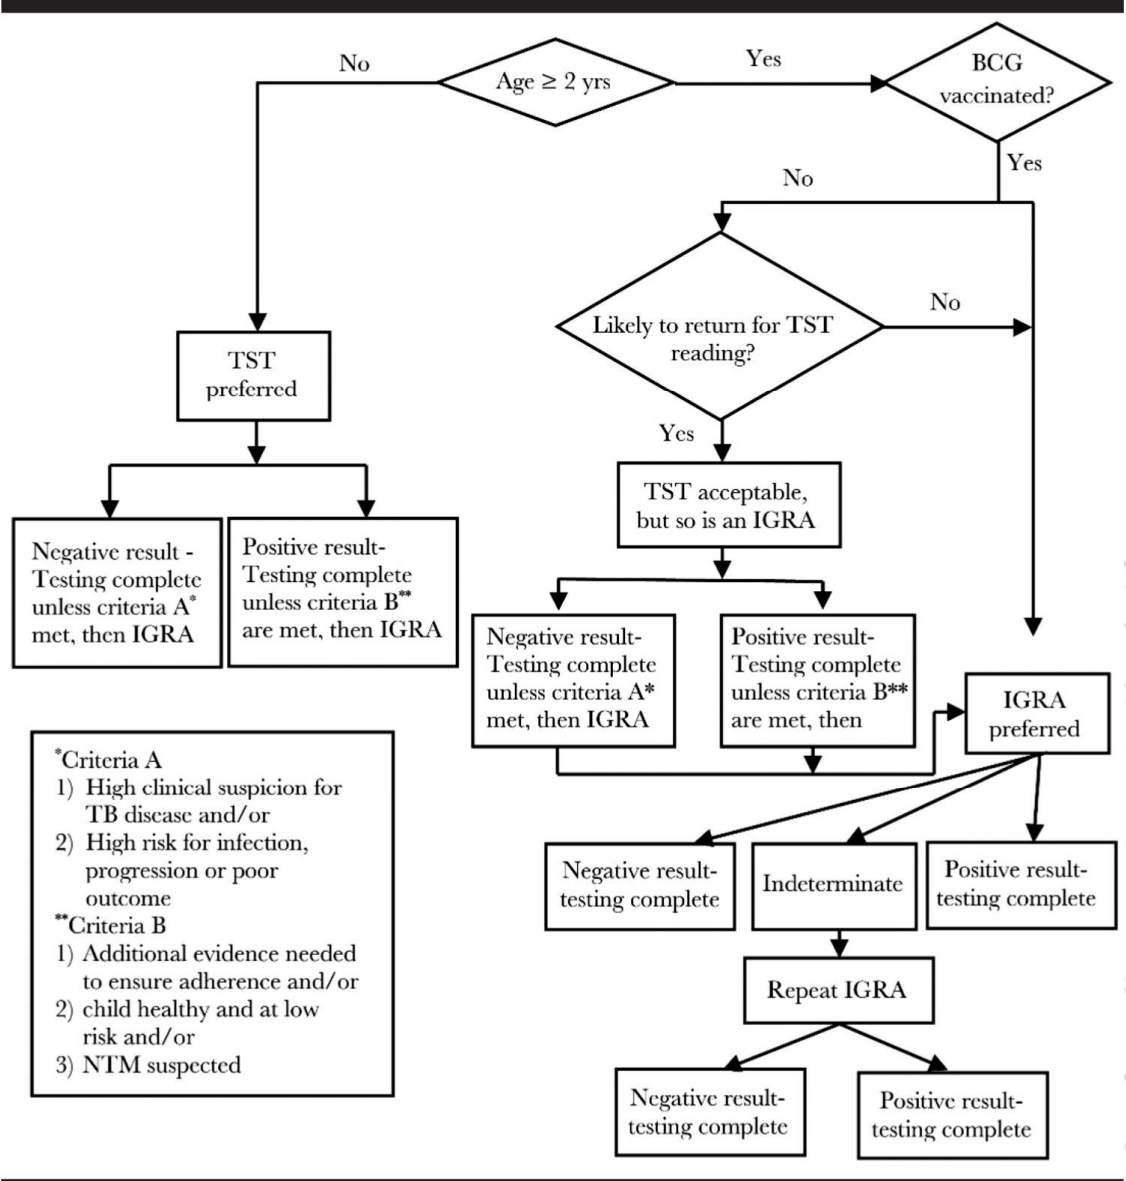 No
Age ≥ 2 yrs
Yes
BCG
vaccinated?
Yes
No
Likely to return for TST
reading?
No
TST
preferred
Yes
TST acceptable,
but so is an IGRA
Negative result -
Testing complete
unless criteria A*
met, then IGRA
Positive result-
Testing complete
unless criteria B**
are met, then IGRA
Negative result-
Testing complete
unless criteria A*
met, then IGRA
Positive result-
Testing complete
unless criteria B**
are met, then
IGRA
preferred
*Criteria A
1) High clinical suspicion for
TB disease and/or
2) High risk for infection,
progression or poor
outcome
**Criteria B
1) Additional evidence needed
to ensure adherence and/or
2) child healthy and at low
risk and/or
3) NTM suspected
Negative result-
testing complete
Indeterminate
Positive result-
testing complete
Repeat IGRA
Negative result-
testing complete
Positive result-
testing complete